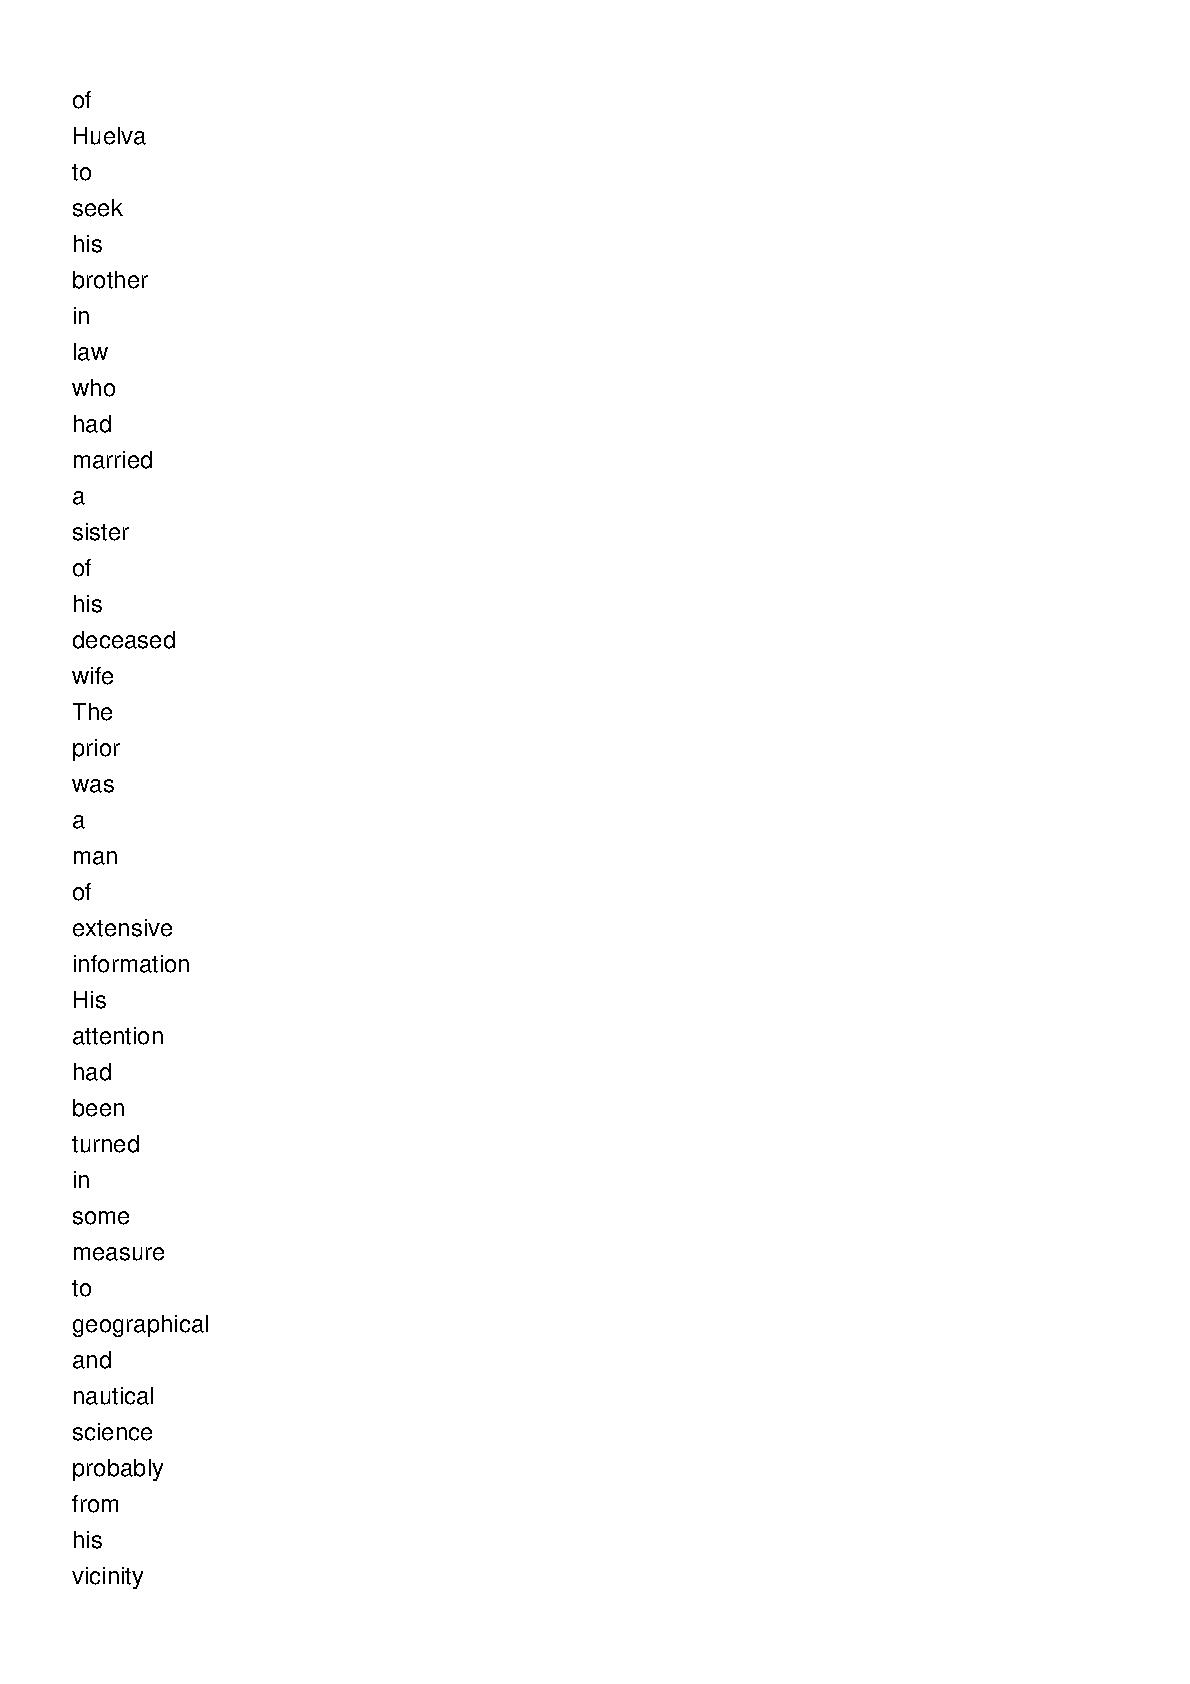 of
Huelva
to
seek
his
brother
in
law
who
had
married
a
sister
of
his
deceased
wife
The
prior
was
a
man
of
extensive
information
His
attention
had
been
turned
in
some
measure
to
geographical
and
nautical
science
probably
from
his
vicinity